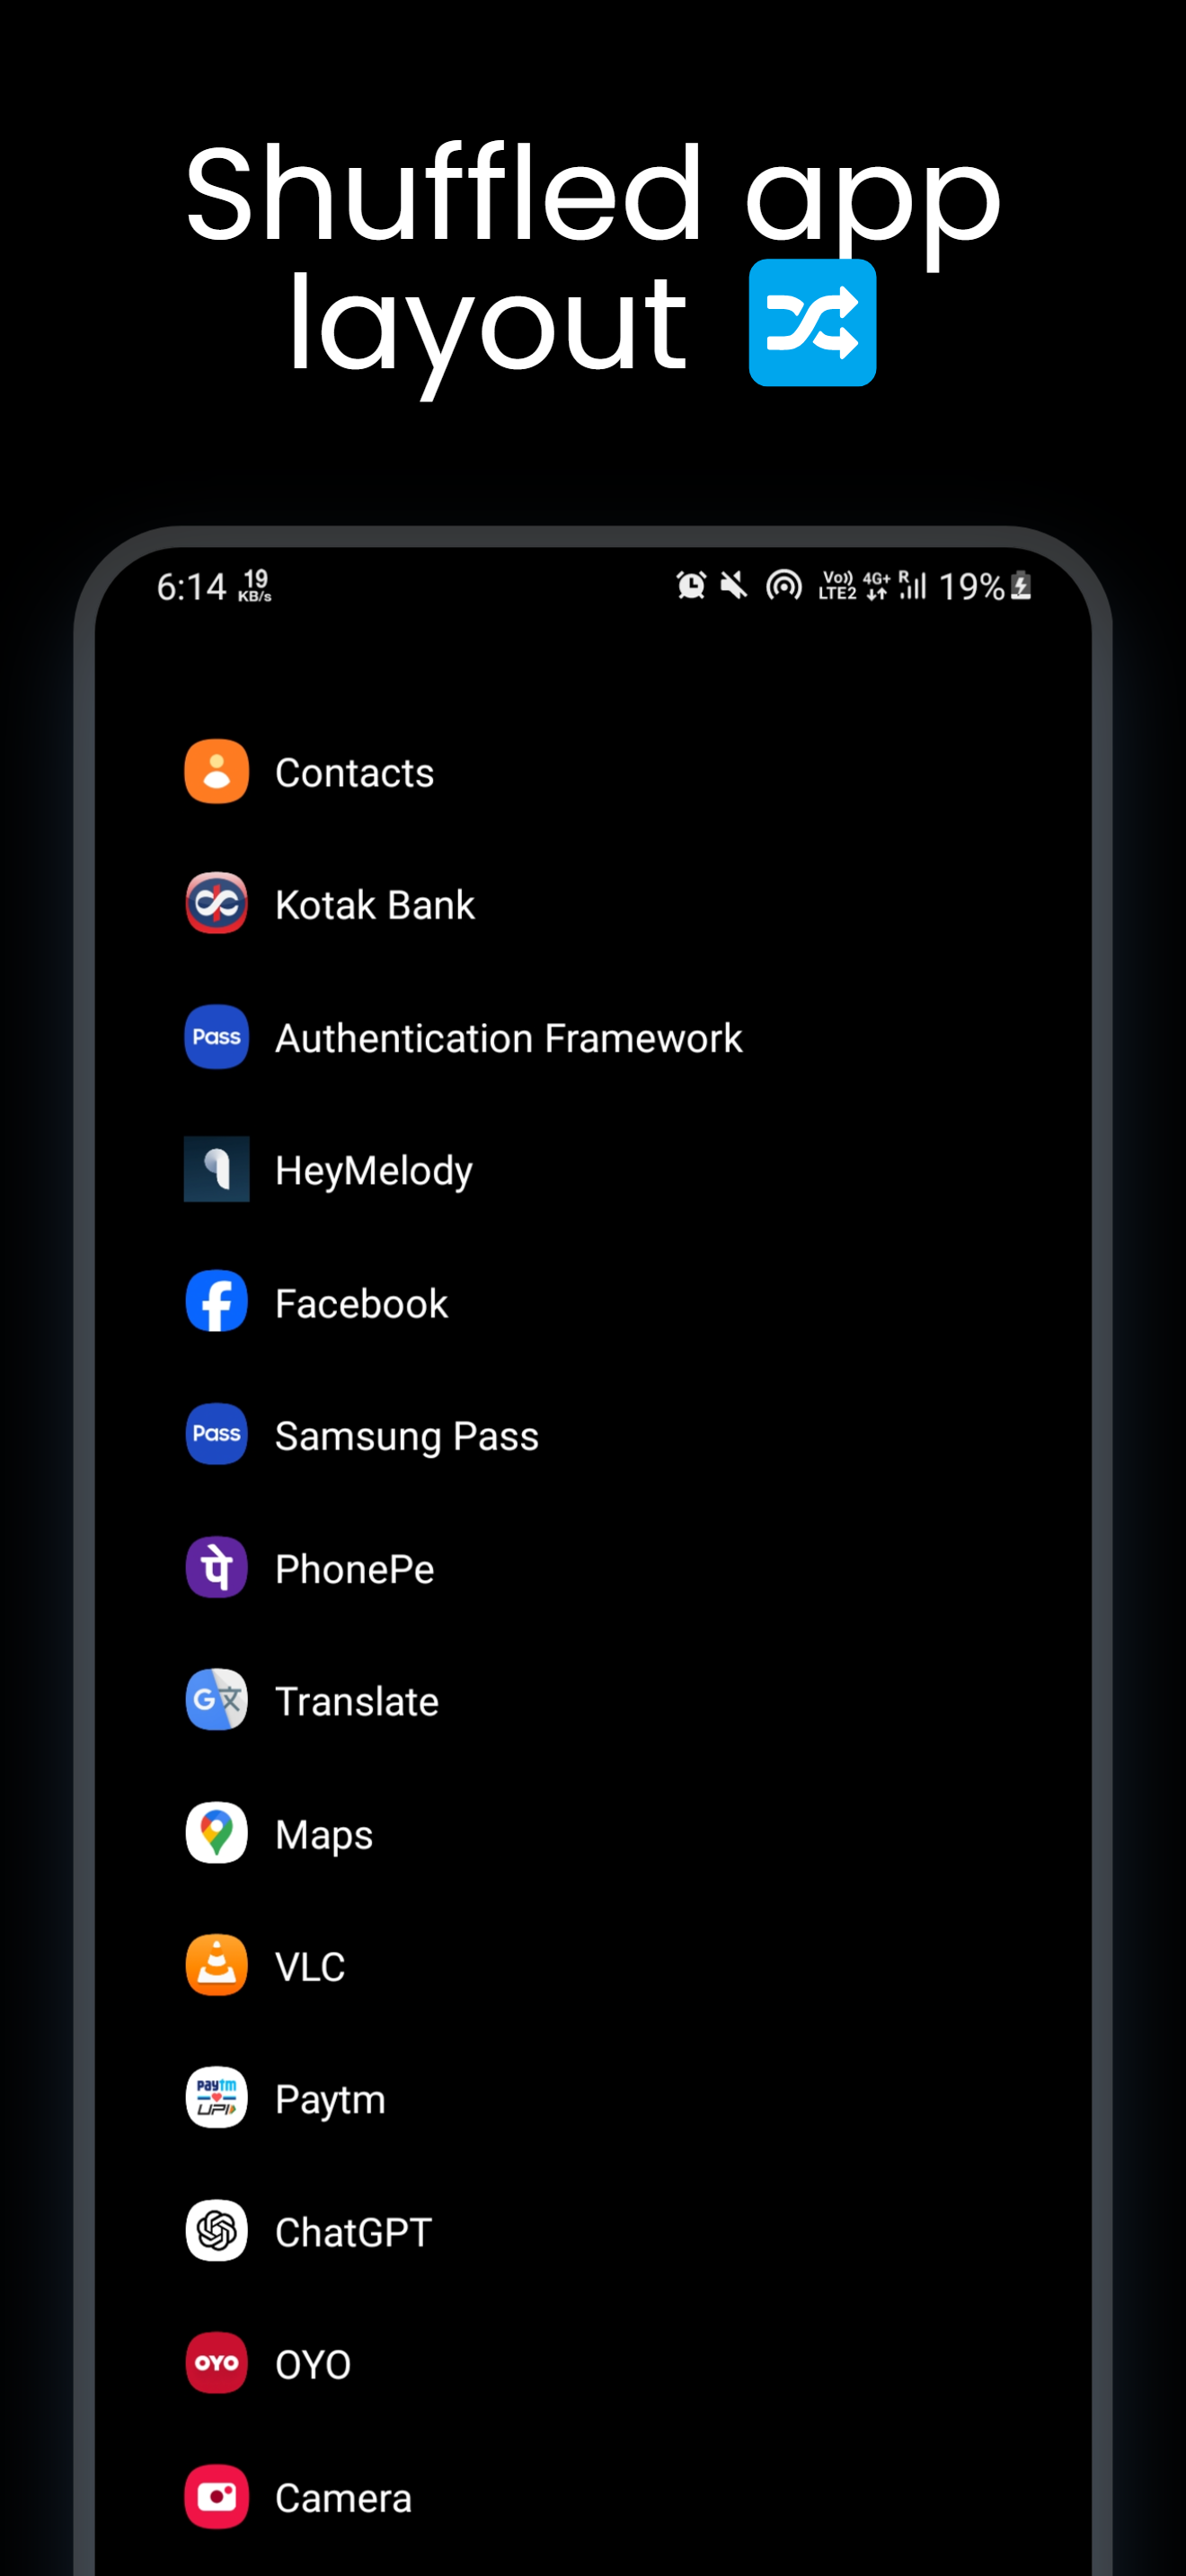 Shuffled app
layout
6:14 19 KB/s Vo)) LTE2 4G+ R 19%
Contacts
Kotak Bank
Pass Authentication Framework
HeyMelody
Facebook
Pass Samsung Pass
पे PhonePe
G文 Translate
Maps
VLC
paytm
UPI
Paytm
ChatGPT
OYO OYO
Camera